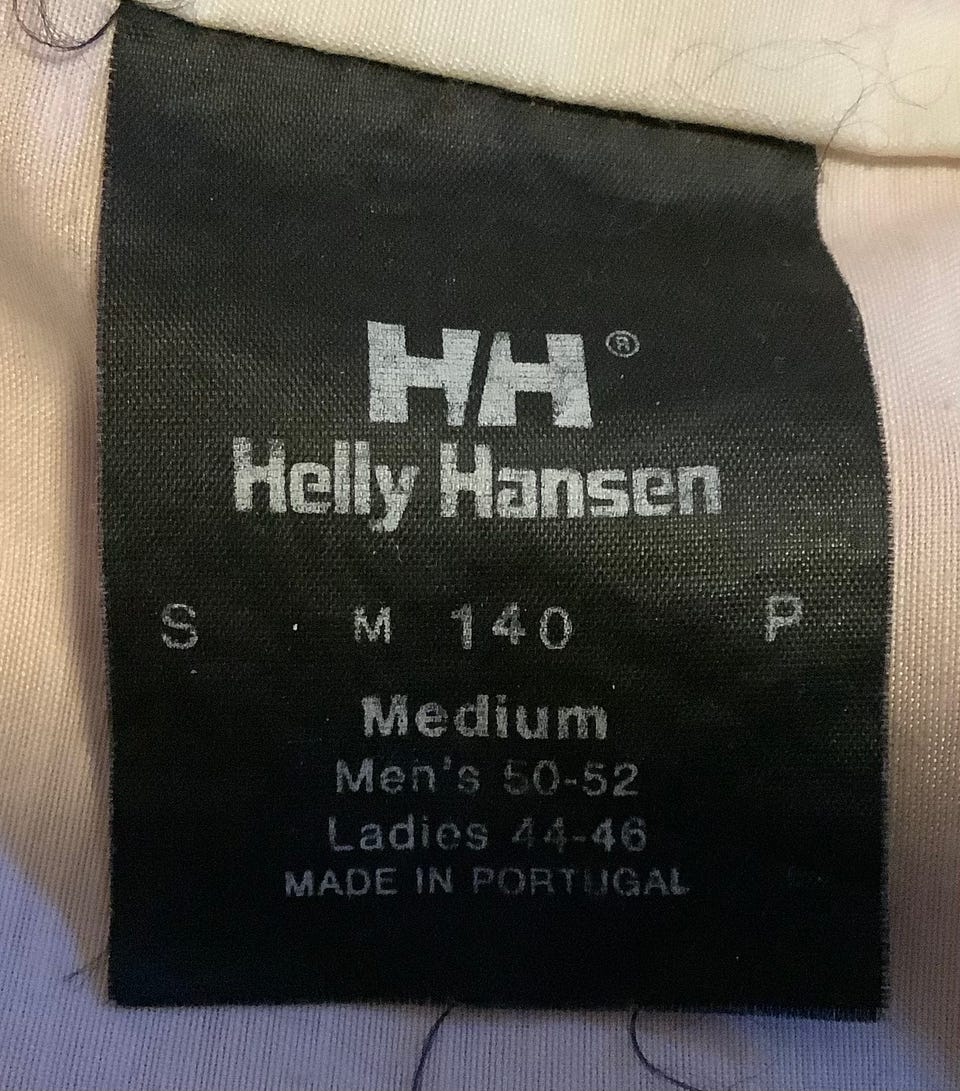 HH®
Helly Hansen
S M 140 P
Medium
Men's 50-52
Ladies 44-46
MADE IN PORTUGAL